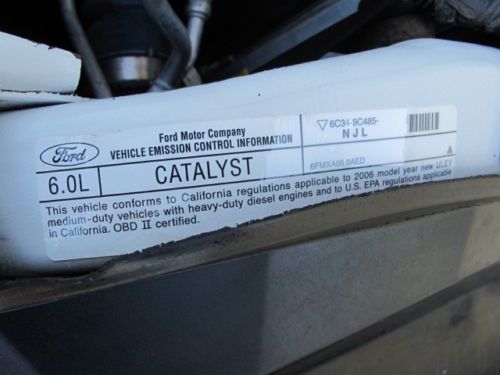 Ford
Ford Motor Company
VEHICLE EMISSION CONTROL INFORMATION
6C34-9C485-
NJL
6.0L
CATALYST
6FMXA06.0AED
This vehicle conforms to California regulations applicable to 2006 model year new ULEV
medium-duty vehicles with heavy-duty diesel engines and to U.S. EPA regulations applicable
in California. OBD II certified.